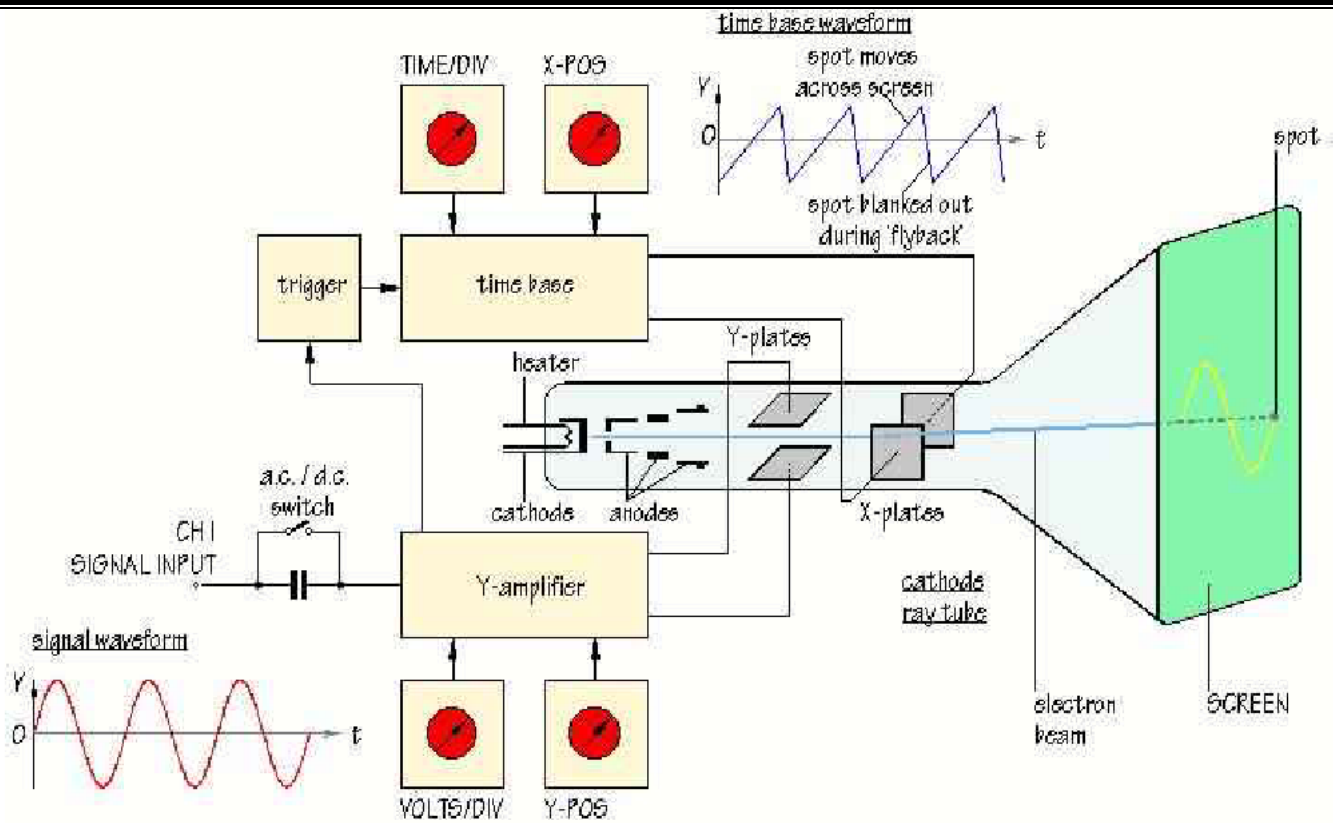 time base waveform
TIME/DIV
X-POS
spot moves
across screen
V
0
t
spot
spot blanked out
during 'flyback'
trigger
time base
Y-plates
heater
cathode
anodes
X-plates
a.c. / d.c.
switch
CH I
SIGNAL INPUT
Y-amplifier
cathode
ray tube
signal waveform
V
0
t
electron
beam
SCREEN
VOLTS/DIV
Y-POS